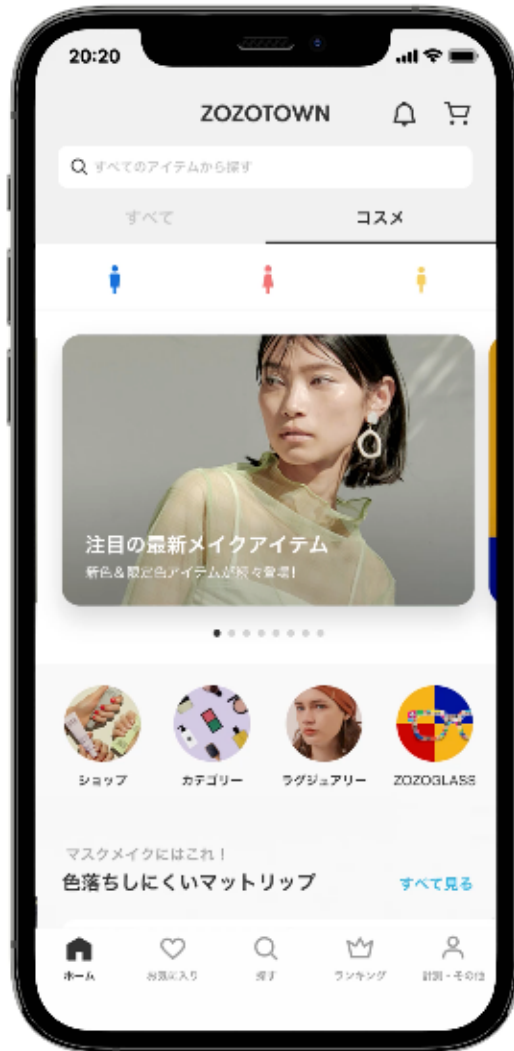 20:20
ZOZOTOWN
すべてのアイテムから探す
すべて
コスメ
注目の最新メイクアイテム
新色&限定色アイテムが続々登場!
ショップ
カテゴリー
ラグジュアリー
ZOZOGLASS
マスクメイクにはこれ！
色落ちしにくいマットリップ
すべて見る
ホーム
お気に入り
探す
ランキング
計測・その他